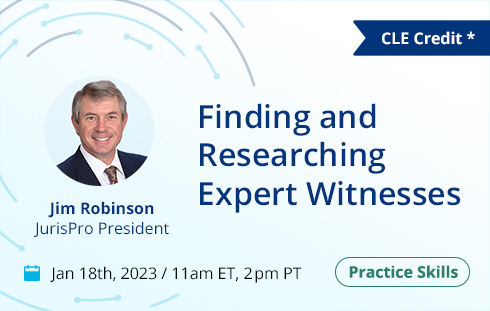 CLE Credit *
Finding and
Researching
Expert Witnesses
Jim Robinson
JurisPro President
Jan 18th, 2023 / 11am ET, 2pm PT
Practice Skills